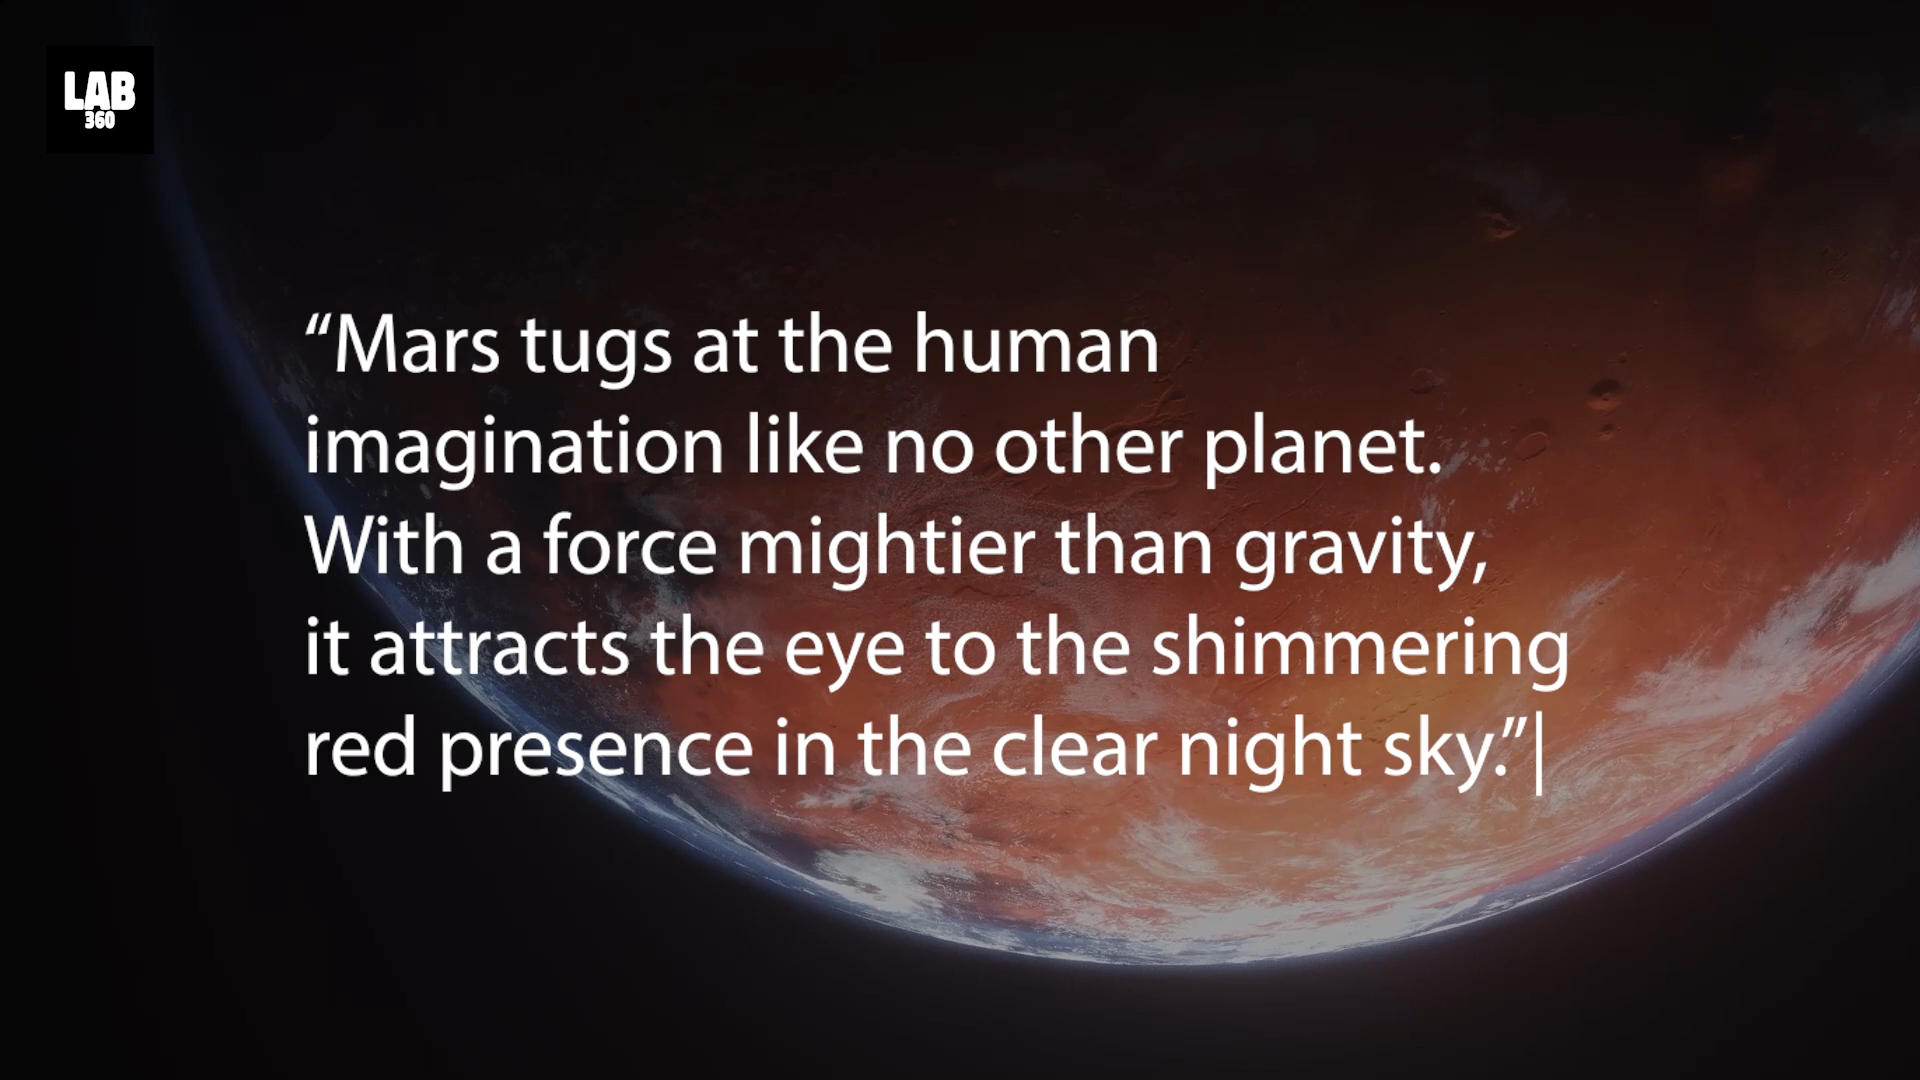 LAB
360
“Mars tugs at the human
imagination like no other planet.
With a force mightier than gravity,
it attracts the eye to the shimmering
red presence in the clear night sky.”|